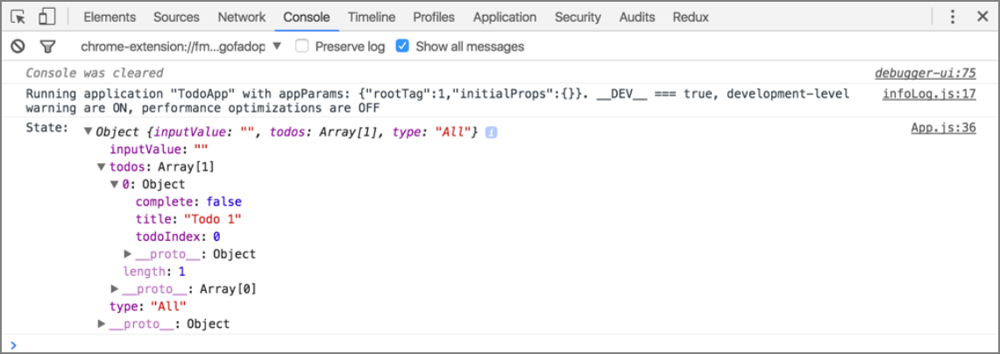 Elements Sources Network Console Timeline Profiles Application Security Audits Redux
chrome-extension://fm...gofadop Preserve log Show all messages
Console was cleared debugger-ui:75
Running application "TodoApp" with appParams: {"rootTag":1,"initialProps":{}}. __DEV__ === true, development-level infoLog.js:17
warning are ON, performance optimizations are OFF
State: Object {inputValue: "", todos: Array[1], type: "All"} i App.js:36
inputValue: ""
todos: Array[1]
0: Object
complete: false
title: "Todo 1"
todoIndex: 0
__proto__: Object
length: 1
__proto__: Array[0]
type: "All"
__proto__: Object